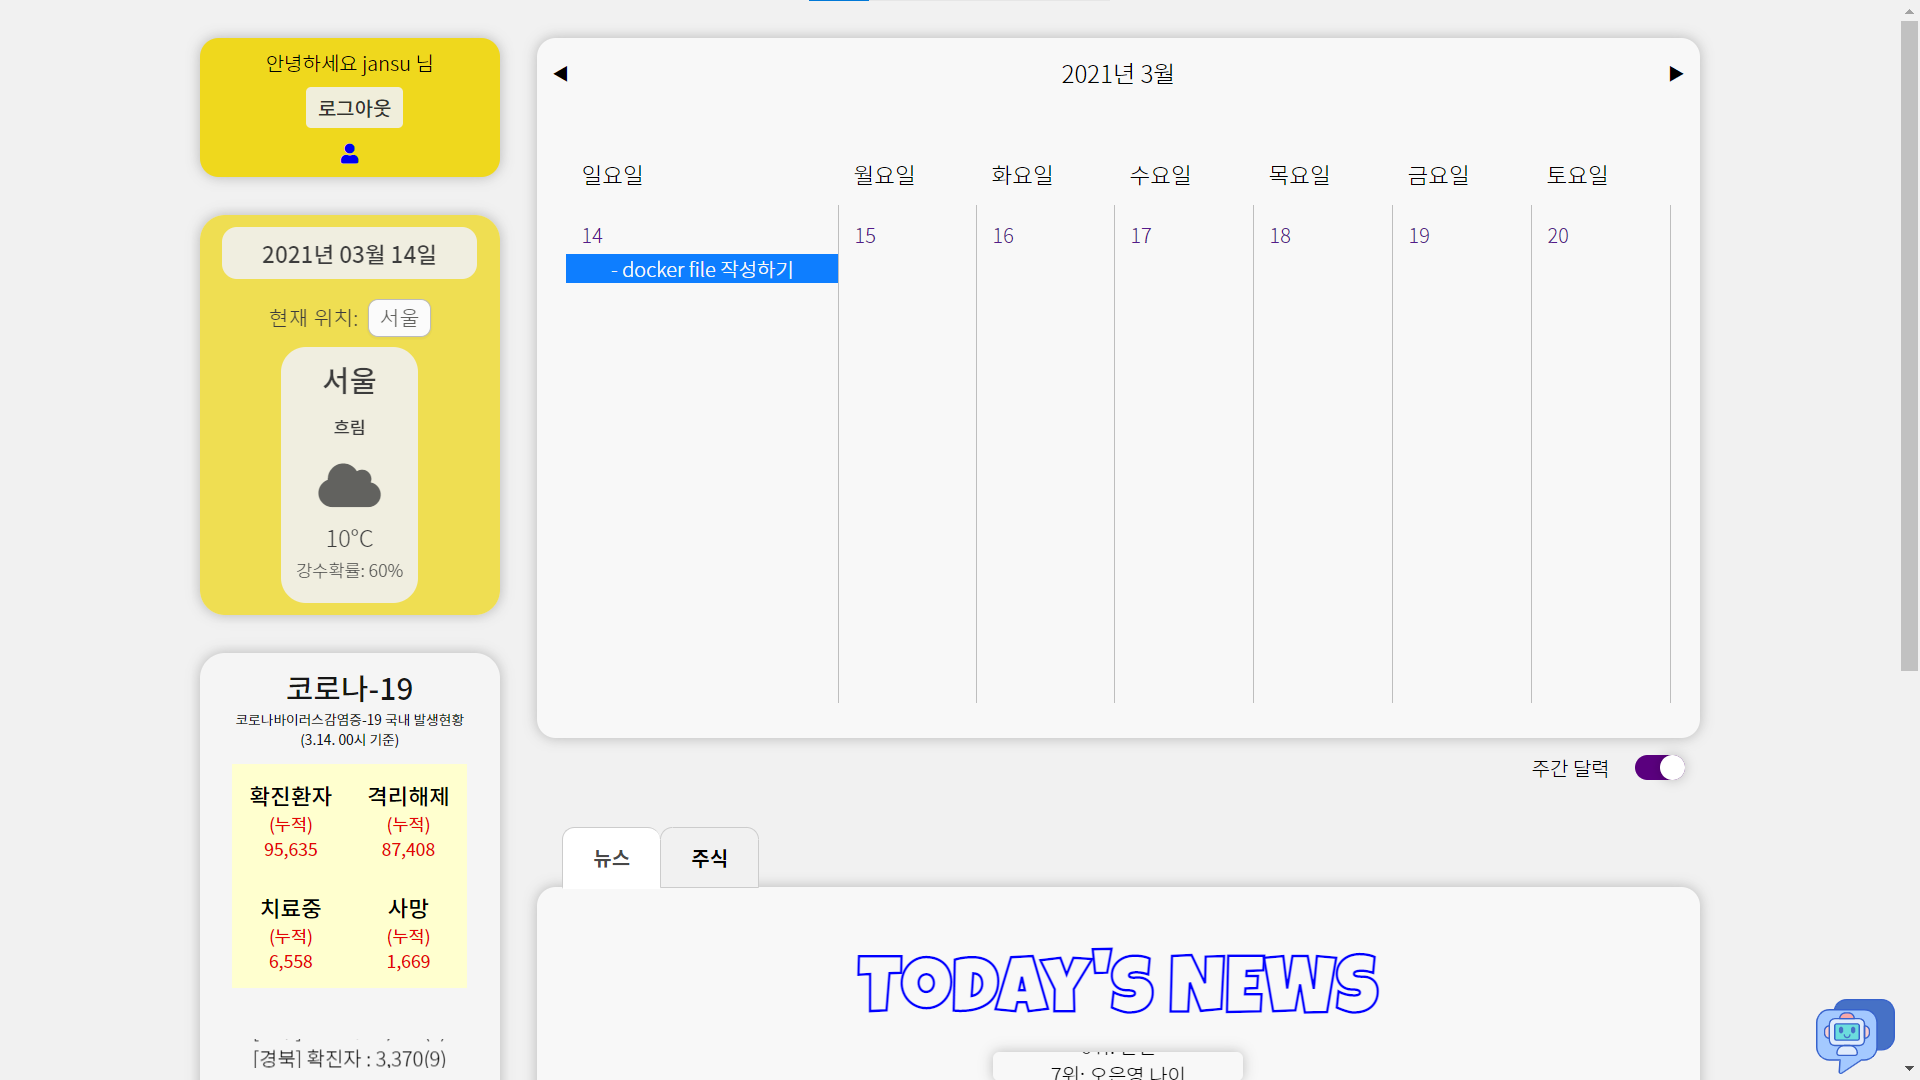 안녕하세요 jansu 님
로그아웃
2021년 03월 14일
현재 위치: 서울
서울
흐림
10°C
강수확률: 60%
코로나-19
코로나바이러스감염증-19 국내 발생현황
(3.14. 00시 기준)
확진환자 격리해제
(누적) (누적)
95,635 87,408
치료중 사망
(누적) (누적)
6,558 1,669
[경북] 확진자 : 3,370(9)
◀ 2021년 3월 ▶
일요일 월요일 화요일 수요일 목요일 금요일 토요일
14 15 16 17 18 19 20
- docker file 작성하기
주간 달력
뉴스 주식
TODAY'S NEWS
7위: 오은영 나이